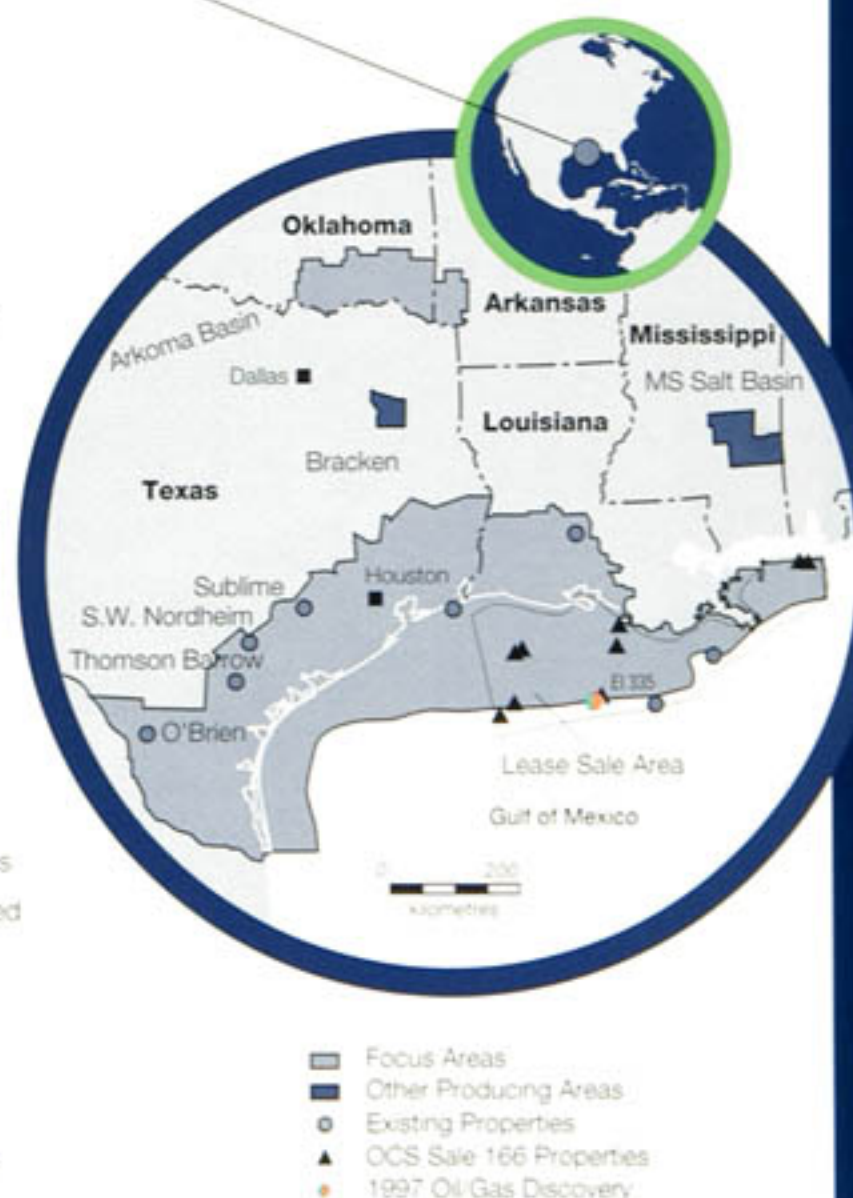 Oklahoma
Arkansas
Arkoma Basin
Mississippi
Dallas
MS Salt Basin
Louisiana
Bracken
Texas
Houston
Sublime
S.W. Nordheim
Thomson Barrow
EI 335
O'Brien
Lease Sale Area
Gulf of Mexico
0 200
kilometres
s
ed
Focus Areas
Other Producing Areas
Existing Properties
OCS Sale 166 Properties
1997 Oil/Gas Discovery